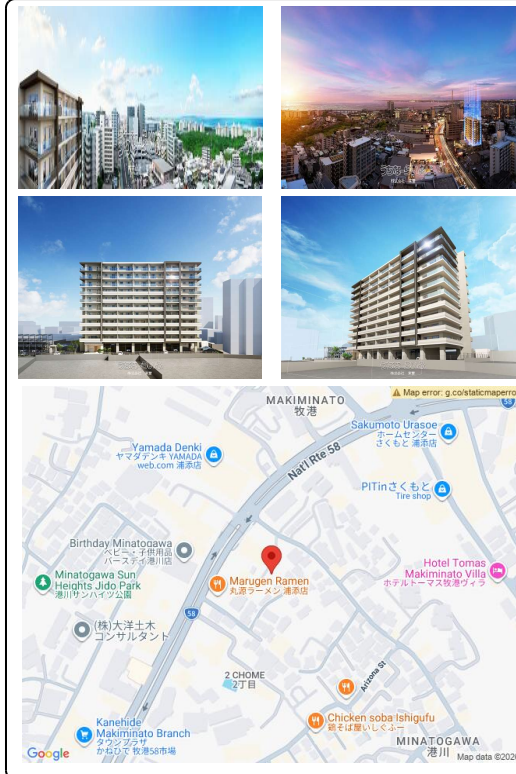 Map error: g.co/staticmaperro
MAKIMINATO
牧港
58
Sakumoto Urasoe
ホームセンター
さくもと 浦添店
Yamada Denki
ヤマダデンキ YAMADA
web.com 浦添店
Nat'l Rte 58
PITinさくもと
Tire shop
Birthday Minatogawa
ベビー・子供用品
バースデイ港川店
Hotel Tomas
Makiminato Villa
ホテルトーマス牧港ヴィラ
Minatogawa Sun
Heights Jido Park
港川サンハイツ公園
Marugen Ramen
丸源ラーメン 浦添店
58
(株)大洋土木
コンサルタント
2 CHOME
2丁目
Arizona St
Chicken soba Ishigufu
鶏そば屋いしぐふー
Kanehide
Makiminato Branch
タウンプラザ
かねひで 牧港58市場
MINATOGAWA
港川
Google
Map data ©2026